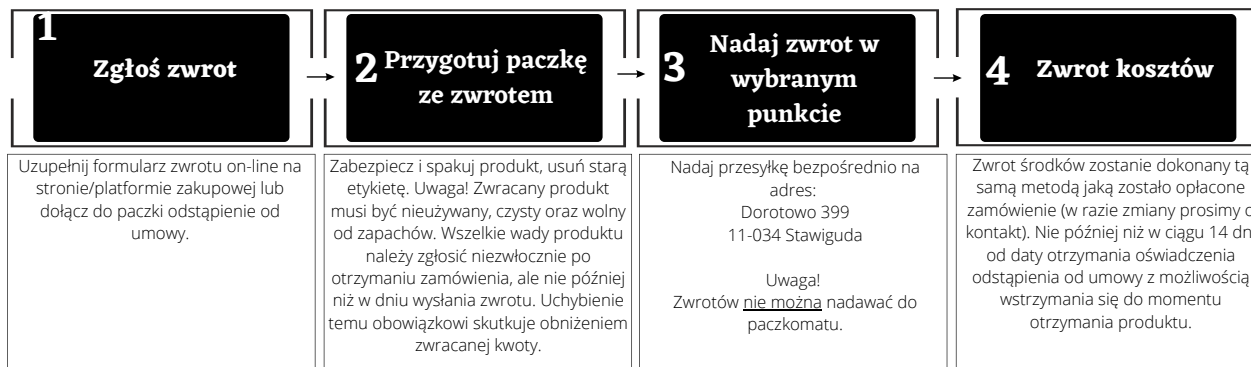 1
Zgłoś zwrot
2 Przygotuj paczkę
ze zwrotem
3
Nadaj zwrot w
wybranym
punkcie
4 Zwrot kosztów
Uzupełnij formularz zwrotu on-line na
stronie/platformie zakupowej lub
dołącz do paczki odstąpienie od
umowy.
Zabezpiecz i spakuj produkt, usuń starą
etykietę. Uwaga! Zwracany produkt
musi być nieużywany, czysty oraz wolny
od zapachów. Wszelkie wady produktu
należy zgłosić niezwłocznie po
otrzymaniu zamówienia, ale nie później
niż w dniu wysłania zwrotu. Uchybienie
temu obowiązkowi skutkuje obniżeniem
zwracanej kwoty.
Nadaj przesyłkę bezpośrednio na
adres:
Dorotowo 399
11-034 Stawiguda
Uwaga!
Zwrotów nie można nadawać do
paczkomatu.
Zwrot środków zostanie dokonany tą
samą metodą jaką zostało opłacone
zamówienie (w razie zmiany prosimy o
kontakt). Nie później niż w ciągu 14 dn
od daty otrzymania oświadczenia
odstąpienia od umowy z możliwością
wstrzymania się do momentu
otrzymania produktu.